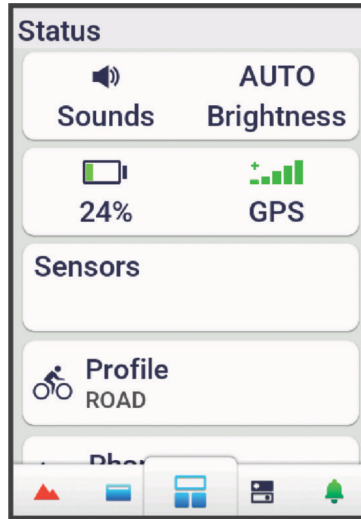 Status
AUTO
Sounds Brightness
24% GPS
Sensors
Profile
ROAD